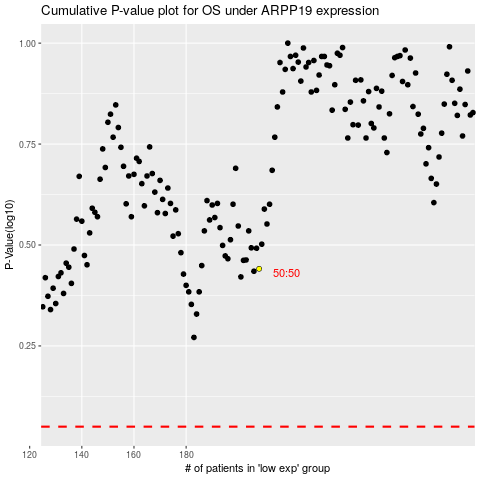 Cumulative P-value plot for OS under ARPP19 expression
P-Value(log10)
1.00
0.75
0.50
0.25
50:50
120 140 160 180
# of patients in 'low exp' group